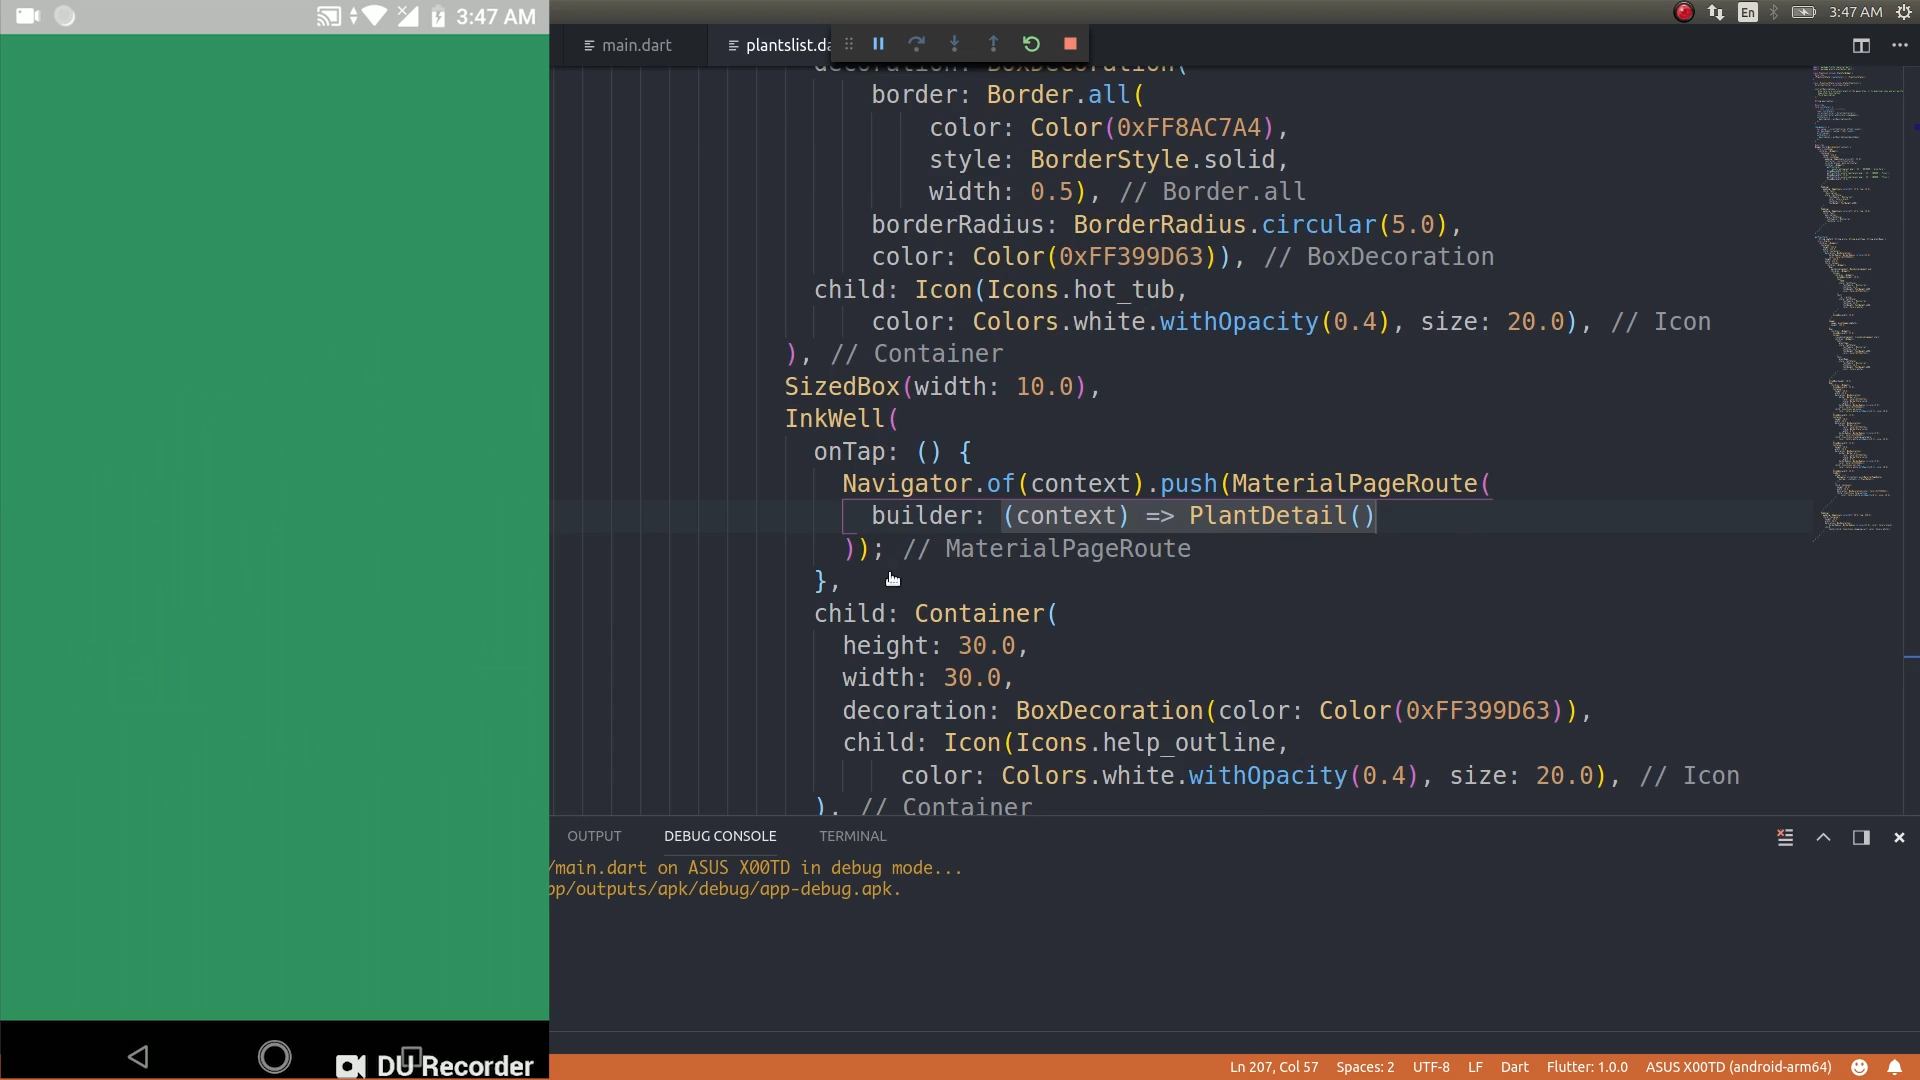 3:47 AM
En
3:47 AM
main.dart
plantslist.da
decoration: BoxDecoration(
border: Border.all(
color: Color(0xFF8AC7A4),
style: BorderStyle.solid,
width: 0.5), // Border.all
borderRadius: BorderRadius.circular(5.0),
color: Color(0xFF399D63)), // BoxDecoration
child: Icon(Icons.hot_tub,
color: Colors.white.withOpacity(0.4), size: 20.0), // Icon
), // Container
SizedBox(width: 10.0),
InkWell(
onTap: () {
Navigator.of(context).push(MaterialPageRoute(
builder: (context) => PlantDetail()
)); // MaterialPageRoute
},
child: Container(
height: 30.0,
width: 30.0,
decoration: BoxDecoration(color: Color(0xFF399D63)),
child: Icon(Icons.help_outline,
color: Colors.white.withOpacity(0.4), size: 20.0), // Icon
), // Container
OUTPUT
DEBUG CONSOLE
TERMINAL
/main.dart on ASUS X00TD in debug mode...
pp/outputs/apk/debug/app-debug.apk.
DU Recorder
Ln 207, Col 57
Spaces: 2
UTF-8
LF
Dart
Flutter: 1.0.0
ASUS X00TD (android-arm64)